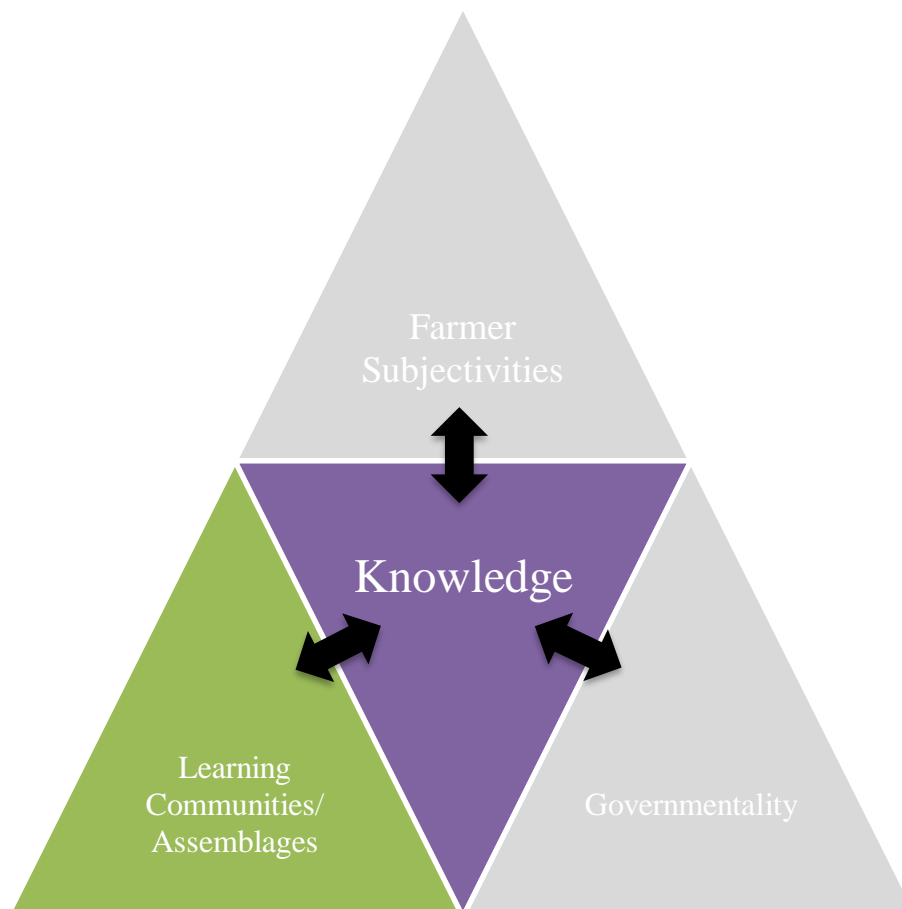 Farmer
Subjectivities
Knowledge
Learning
Communities/
Assemblages
Governmentality